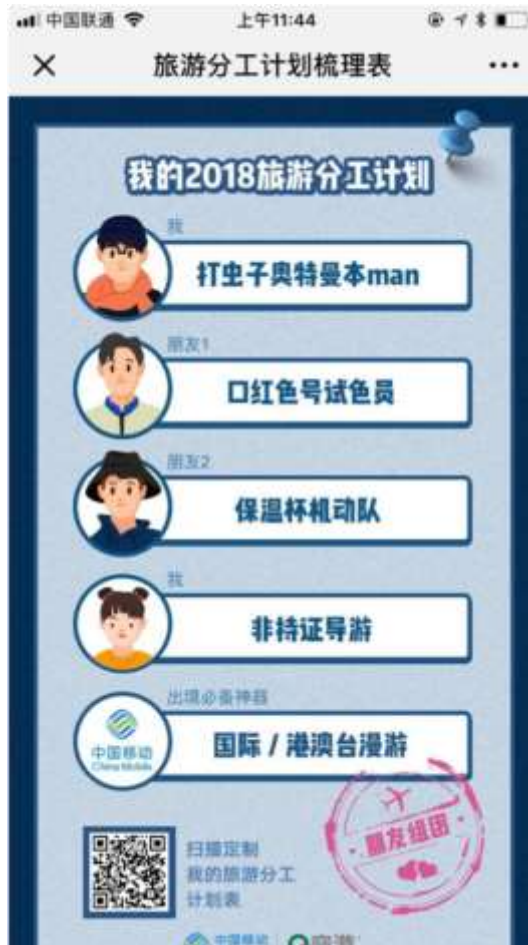 中国联通
上午11:44
旅游分工计划梳理表
我的2018旅游分工计划
我
打虫子奥特曼本man
朋友1
口红色号试色员
朋友2
保温杯机动队
我
非持证导游
出境必备神器
中国移动
China Mobile
国际 / 港澳台漫游
朋友组团
扫描定制
我的旅游分工
计划表
中国移动